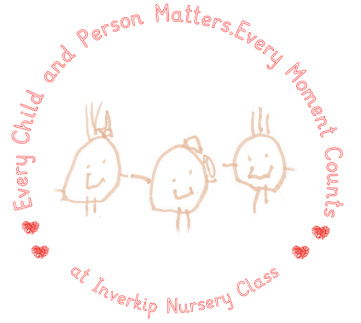 Every Child and Person Matters.Every Moment Counts
at Inverkip Nursery Class